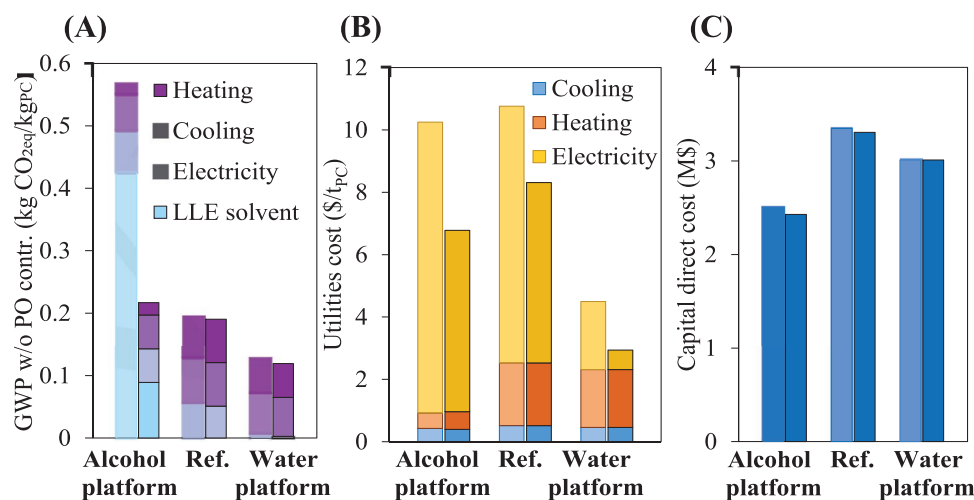 (A)
GWP w/o PO contr. (kg CO2eq/kgPC)
0.6
0.5
0.4
0.3
0.2
0.1
0
Heating
Cooling
Electricity
LLE solvent
Alcohol platform
Ref.
Water platform
(B)
Utilities cost ($/tPC)
12
10
8
6
4
2
0
Cooling
Heating
Electricity
Alcohol platform
Ref.
Water platform
(C)
Capital direct cost (M$)
4
3
2
1
0
Alcohol platform
Ref.
Water platform